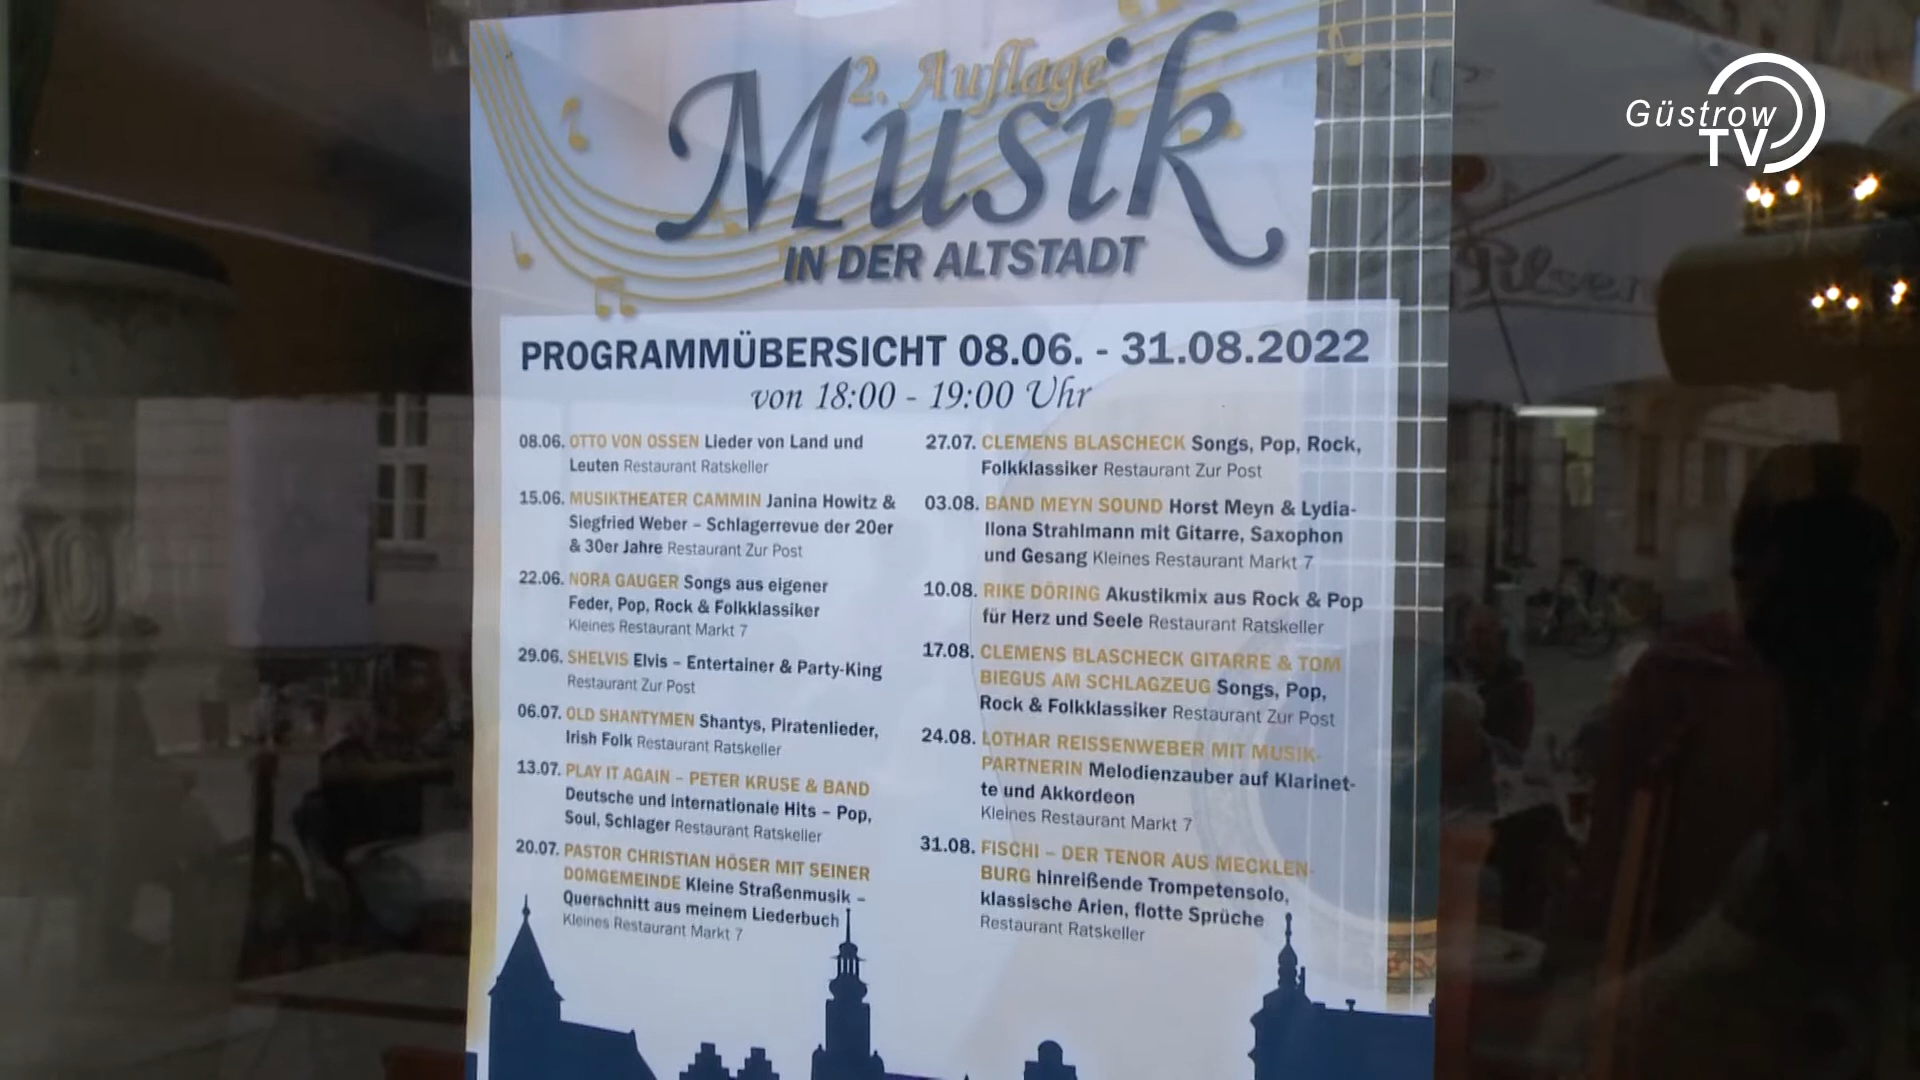 Güstrow
TV
2. Auflage
Musik
IN DER ALTSTADT
Pilsen
PROGRAMMÜBERSICHT 08.06. - 31.08.2022
von 18:00 - 19:00 Uhr
08.06. OTTO VON OSSEN Lieder von Land und
Leuten Restaurant Ratskeller
15.06. MUSIKTHEATER CAMMIN Janina Howitz &
Siegfried Weber – Schlagerrevue der 20er
& 30er Jahre Restaurant Zur Post
22.06. NORA GAUGER Songs aus eigener
Feder, Pop, Rock & Folkklassiker
Kleines Restaurant Markt 7
29.06. SHELVIS Elvis – Entertainer & Party-King
Restaurant Zur Post
06.07. OLD SHANTYMEN Shantys, Piratenlieder,
Irish Folk Restaurant Ratskeller
13.07. PLAY IT AGAIN – PETER KRUSE & BAND
Deutsche und Internationale Hits – Pop,
Soul, Schlager Restaurant Ratskeller
20.07. PASTOR CHRISTIAN HÖSER MIT SEINER
DOMGEMEINDE Kleine Straßenmusik –
Querschnitt aus meinem Liederbuch
Kleines Restaurant Markt 7
27.07. CLEMENS BLASCHECK Songs, Pop, Rock,
Folkklassiker Restaurant Zur Post
03.08. BAND MEYN SOUND Horst Meyn & Lydia-
Ilona Strahlmann mit Gitarre, Saxophon
und Gesang Kleines Restaurant Markt 7
10.08. RIKE DÖRING Akustikmix aus Rock & Pop
für Herz und Seele Restaurant Ratskeller
17.08. CLEMENS BLASCHECK GITARRE & TOM
BIEGUS AM SCHLAGZEUG Songs, Pop,
Rock & Folkklassiker Restaurant Zur Post
24.08. LOTHAR REISSENWEBER MIT MUSIK-
PARTNERIN Melodienzauber auf Klarinet-
te und Akkordeon
Kleines Restaurant Markt 7
31.08. FISCHI – DER TENOR AUS MECKLEN-
BURG hinreißende Trompetensolo,
klassische Arien, flotte Sprüche
Restaurant Ratskeller